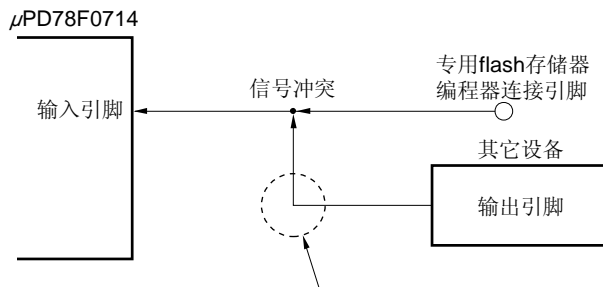 μPD78F0714
输入引脚
信号冲突
专用flash存储器
编程器连接引脚
其它设备
输出引脚